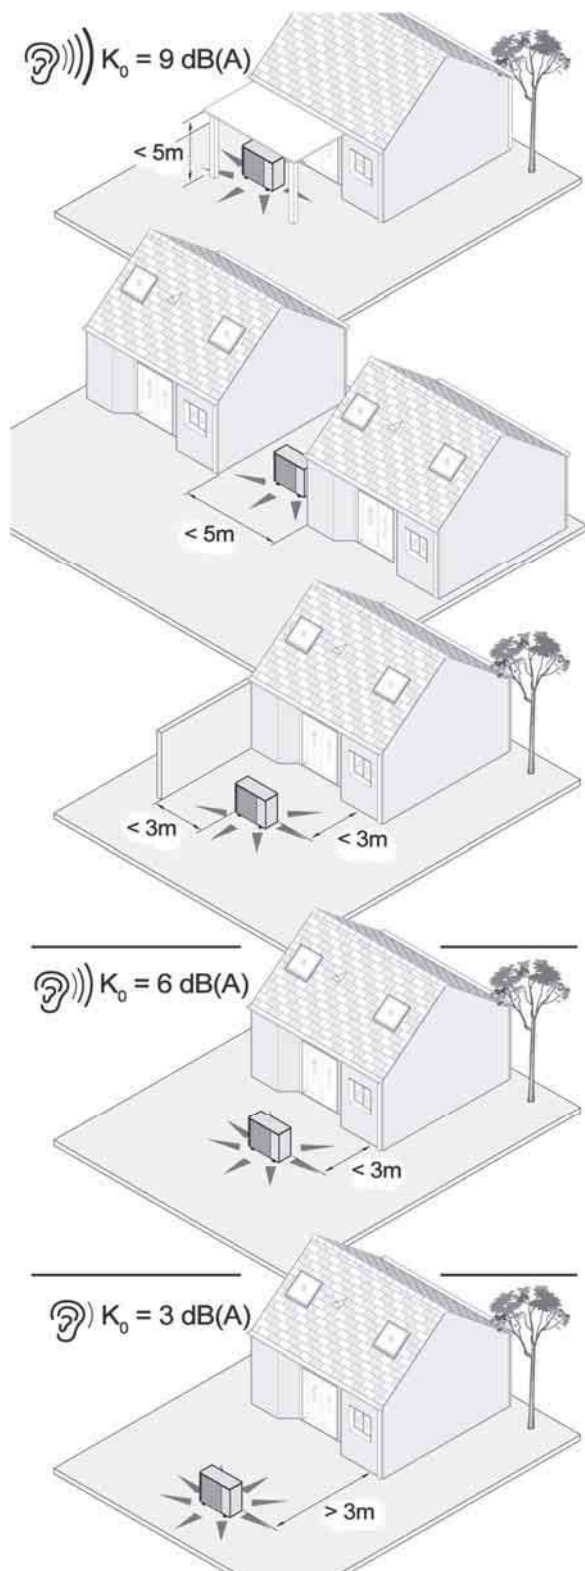 K₀ = 9 dB(A)
< 5m
< 5m
< 3m
< 3m
K₀ = 6 dB(A)
< 3m
K₀ = 3 dB(A)
> 3m